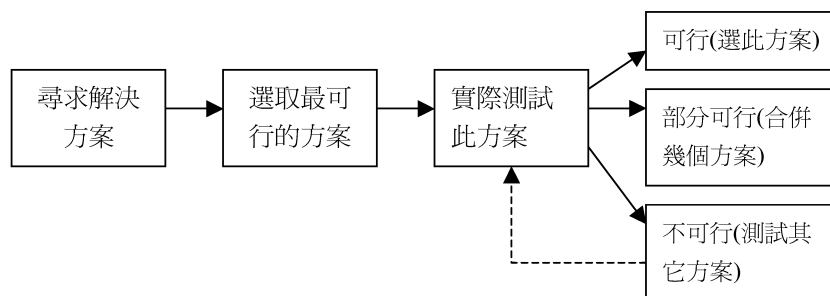 尋求解決
方案
選取最可
行的方案
實際測試
此方案
可行(選此方案)
部分可行(合併
幾個方案)
不可行(測試其
它方案)